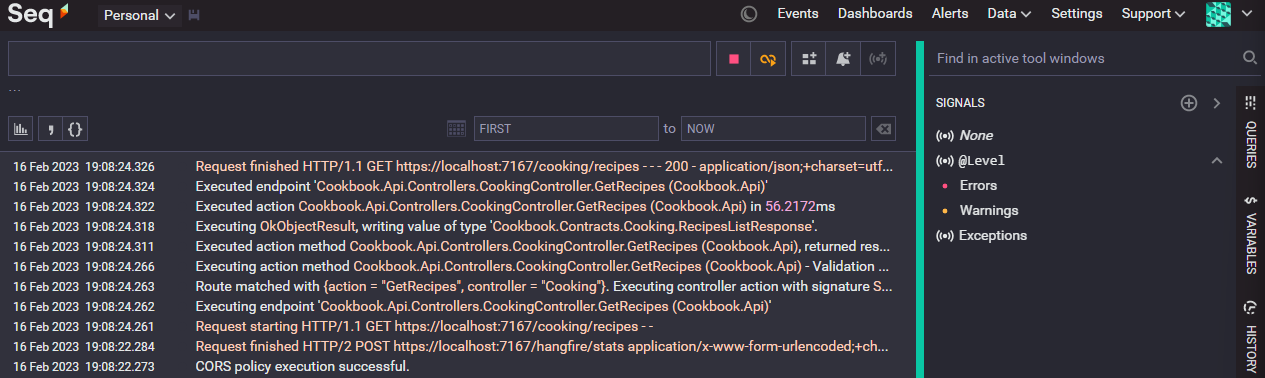 Seq Personal Events Dashboards Alerts Data Settings Support
Find in active tool windows
...
FIRST to NOW
SIGNALS
None
@Level
Errors
Warnings
Exceptions
QUERIES
$ VARIABLES
HISTORY
16 Feb 2023 19:08:24.326 Request finished HTTP/1.1 GET https://localhost:7167/cooking/recipes - - - 200 - application/json;+charset=utf...
16 Feb 2023 19:08:24.324 Executed endpoint 'Cookbook.Api.Controllers.CookingController.GetRecipes (Cookbook.Api)'
16 Feb 2023 19:08:24.322 Executed action Cookbook.Api.Controllers.CookingController.GetRecipes (Cookbook.Api) in 56.2172ms
16 Feb 2023 19:08:24.318 Executing OkObjectResult, writing value of type 'Cookbook.Contracts.Cooking.RecipesListResponse'.
16 Feb 2023 19:08:24.311 Executed action method Cookbook.Api.Controllers.CookingController.GetRecipes (Cookbook.Api), returned res...
16 Feb 2023 19:08:24.266 Executing action method Cookbook.Api.Controllers.CookingController.GetRecipes (Cookbook.Api) - Validation ...
16 Feb 2023 19:08:24.263 Route matched with {action = "GetRecipes", controller = "Cooking"}. Executing controller action with signature S...
16 Feb 2023 19:08:24.262 Executing endpoint 'Cookbook.Api.Controllers.CookingController.GetRecipes (Cookbook.Api)'
16 Feb 2023 19:08:24.261 Request starting HTTP/1.1 GET https://localhost:7167/cooking/recipes - -
16 Feb 2023 19:08:22.284 Request finished HTTP/2 POST https://localhost:7167/hangfire/stats application/x-www-form-urlencoded;+ch...
16 Feb 2023 19:08:22.273 CORS policy execution successful.